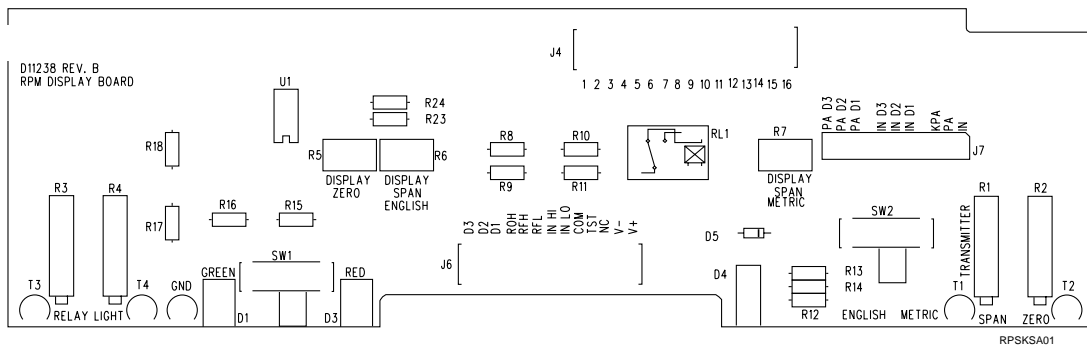 J4
D11238 REV. B
RPM DISPLAY BOARD
U1
1 2 3 4 5 6 7 8 9 10 11 12 13 14 15 16
R24
R23
PA D3
PA D2
PA D1
IN D3
IN D2
IN D1
KPA
PA
IN
R18
R5
R6
R8
R10
RL1
R7
J7
DISPLAY
ZERO
DISPLAY
SPAN
ENGLISH
R9
R11
DISPLAY
SPAN
METRIC
R3
R4
R17
R16
R15
D3
D2
D1
ROH
RFH
RFL
IN HI
IN LO
COM
TST
NC
V-
V+
SW2
R1
R2
TRANSMITTER
D5
J6
GREEN
SW1
RED
D4
R13
R14
T3
T4
GND
T1
T2
RELAY LIGHT
D1
D3
R12
ENGLISH METRIC
SPAN ZERO
RPSKSA01